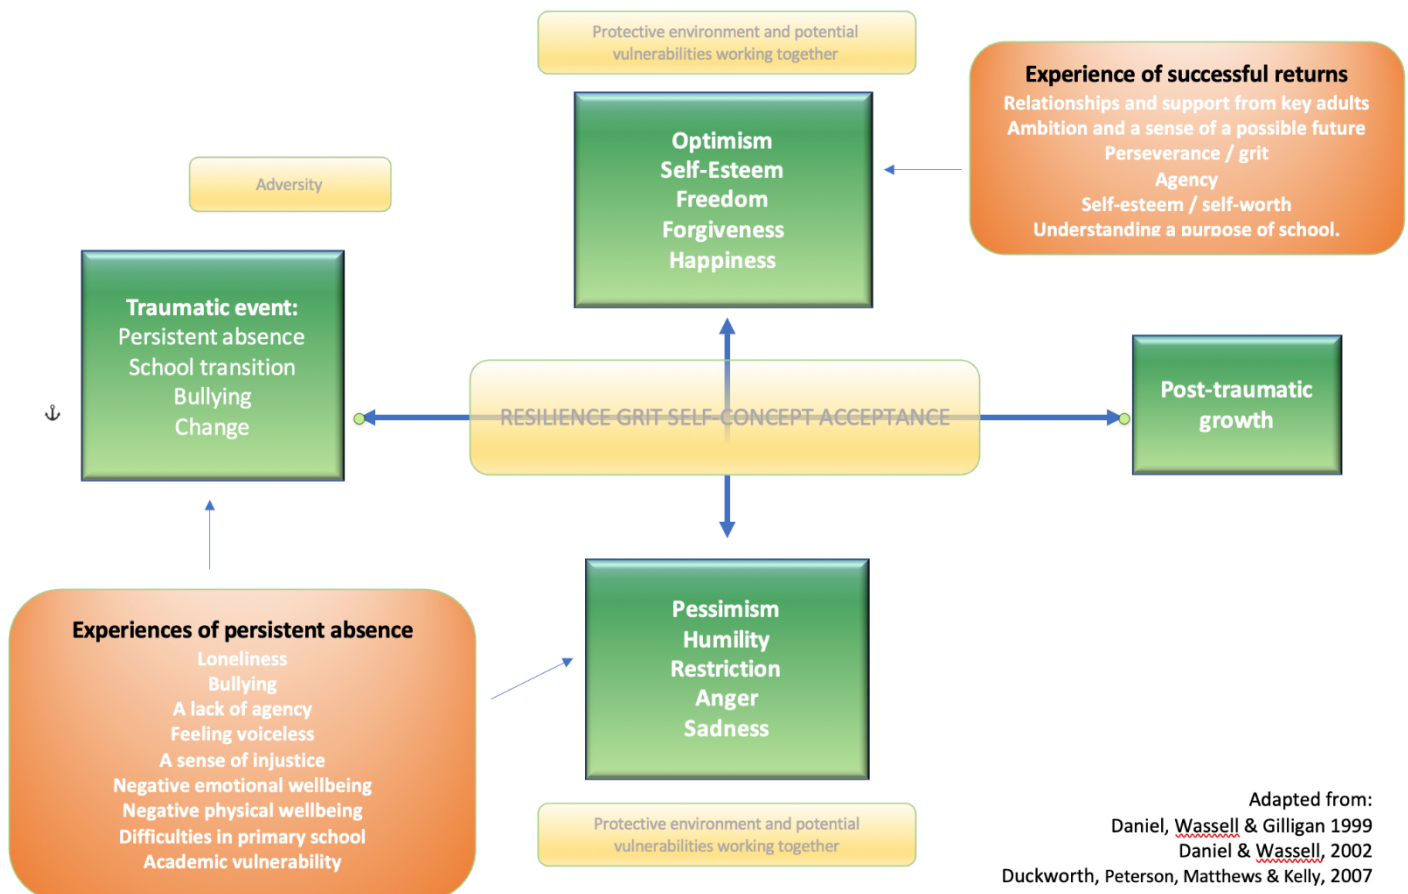 Protective environment and potential
vulnerabilities working together
Experience of successful returns
Relationships and support from key adults
Ambition and a sense of a possible future
Perseverance / grit
Agency
Self-esteem / self-worth
Understanding a purpose of school.
Optimism
Self-Esteem
Freedom
Forgiveness
Happiness
Adversity
Traumatic event:
Persistent absence
School transition
Bullying
Change
RESILIENCE GRIT SELF-CONCEPT ACCEPTANCE
Post-traumatic
growth
Experiences of persistent absence
Loneliness
Bullying
A lack of agency
Feeling voiceless
A sense of injustice
Negative emotional wellbeing
Negative physical wellbeing
Difficulties in primary school
Academic vulnerability
Pessimism
Humility
Restriction
Anger
Sadness
Protective environment and potential
vulnerabilities working together
Adapted from:
Daniel, Wassell & Gilligan 1999
Daniel & Wassell, 2002
Duckworth, Peterson, Matthews & Kelly, 2007